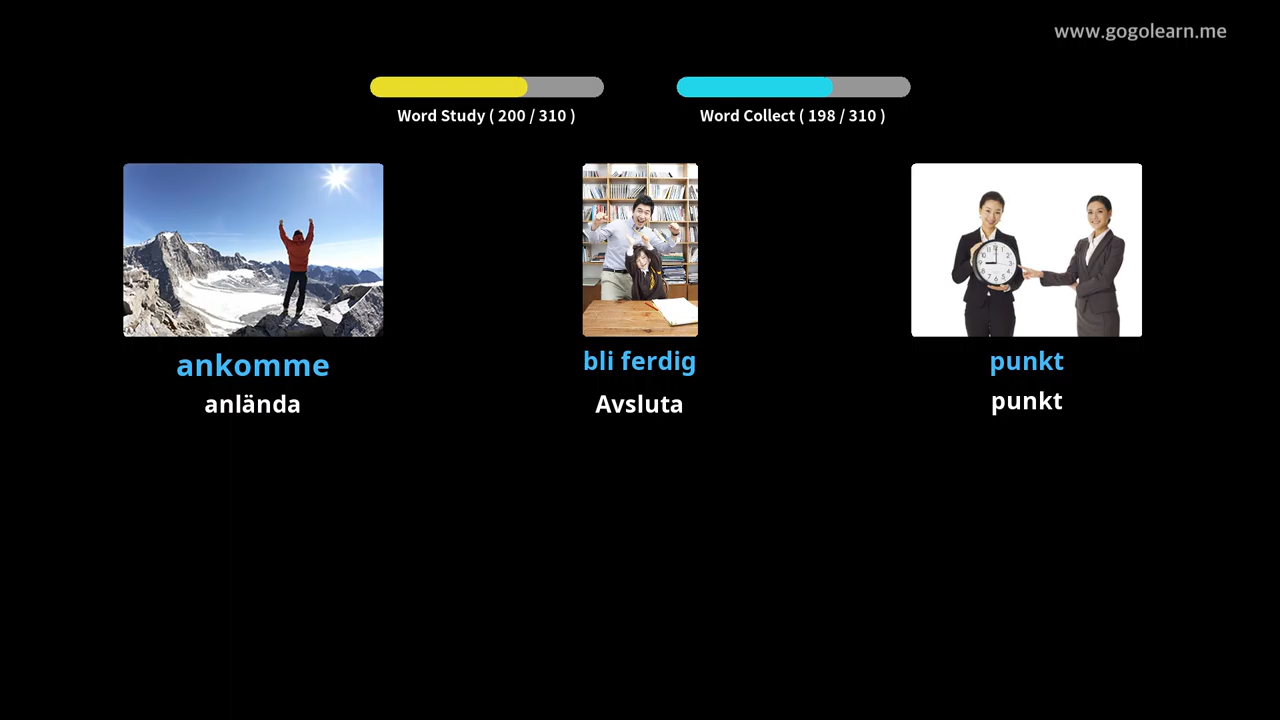 www.gogolearn.me
Word Study ( 200 / 310 )
Word Collect ( 198 / 310 )
ankomme
anlända
bli ferdig
Avsluta
punkt
punkt